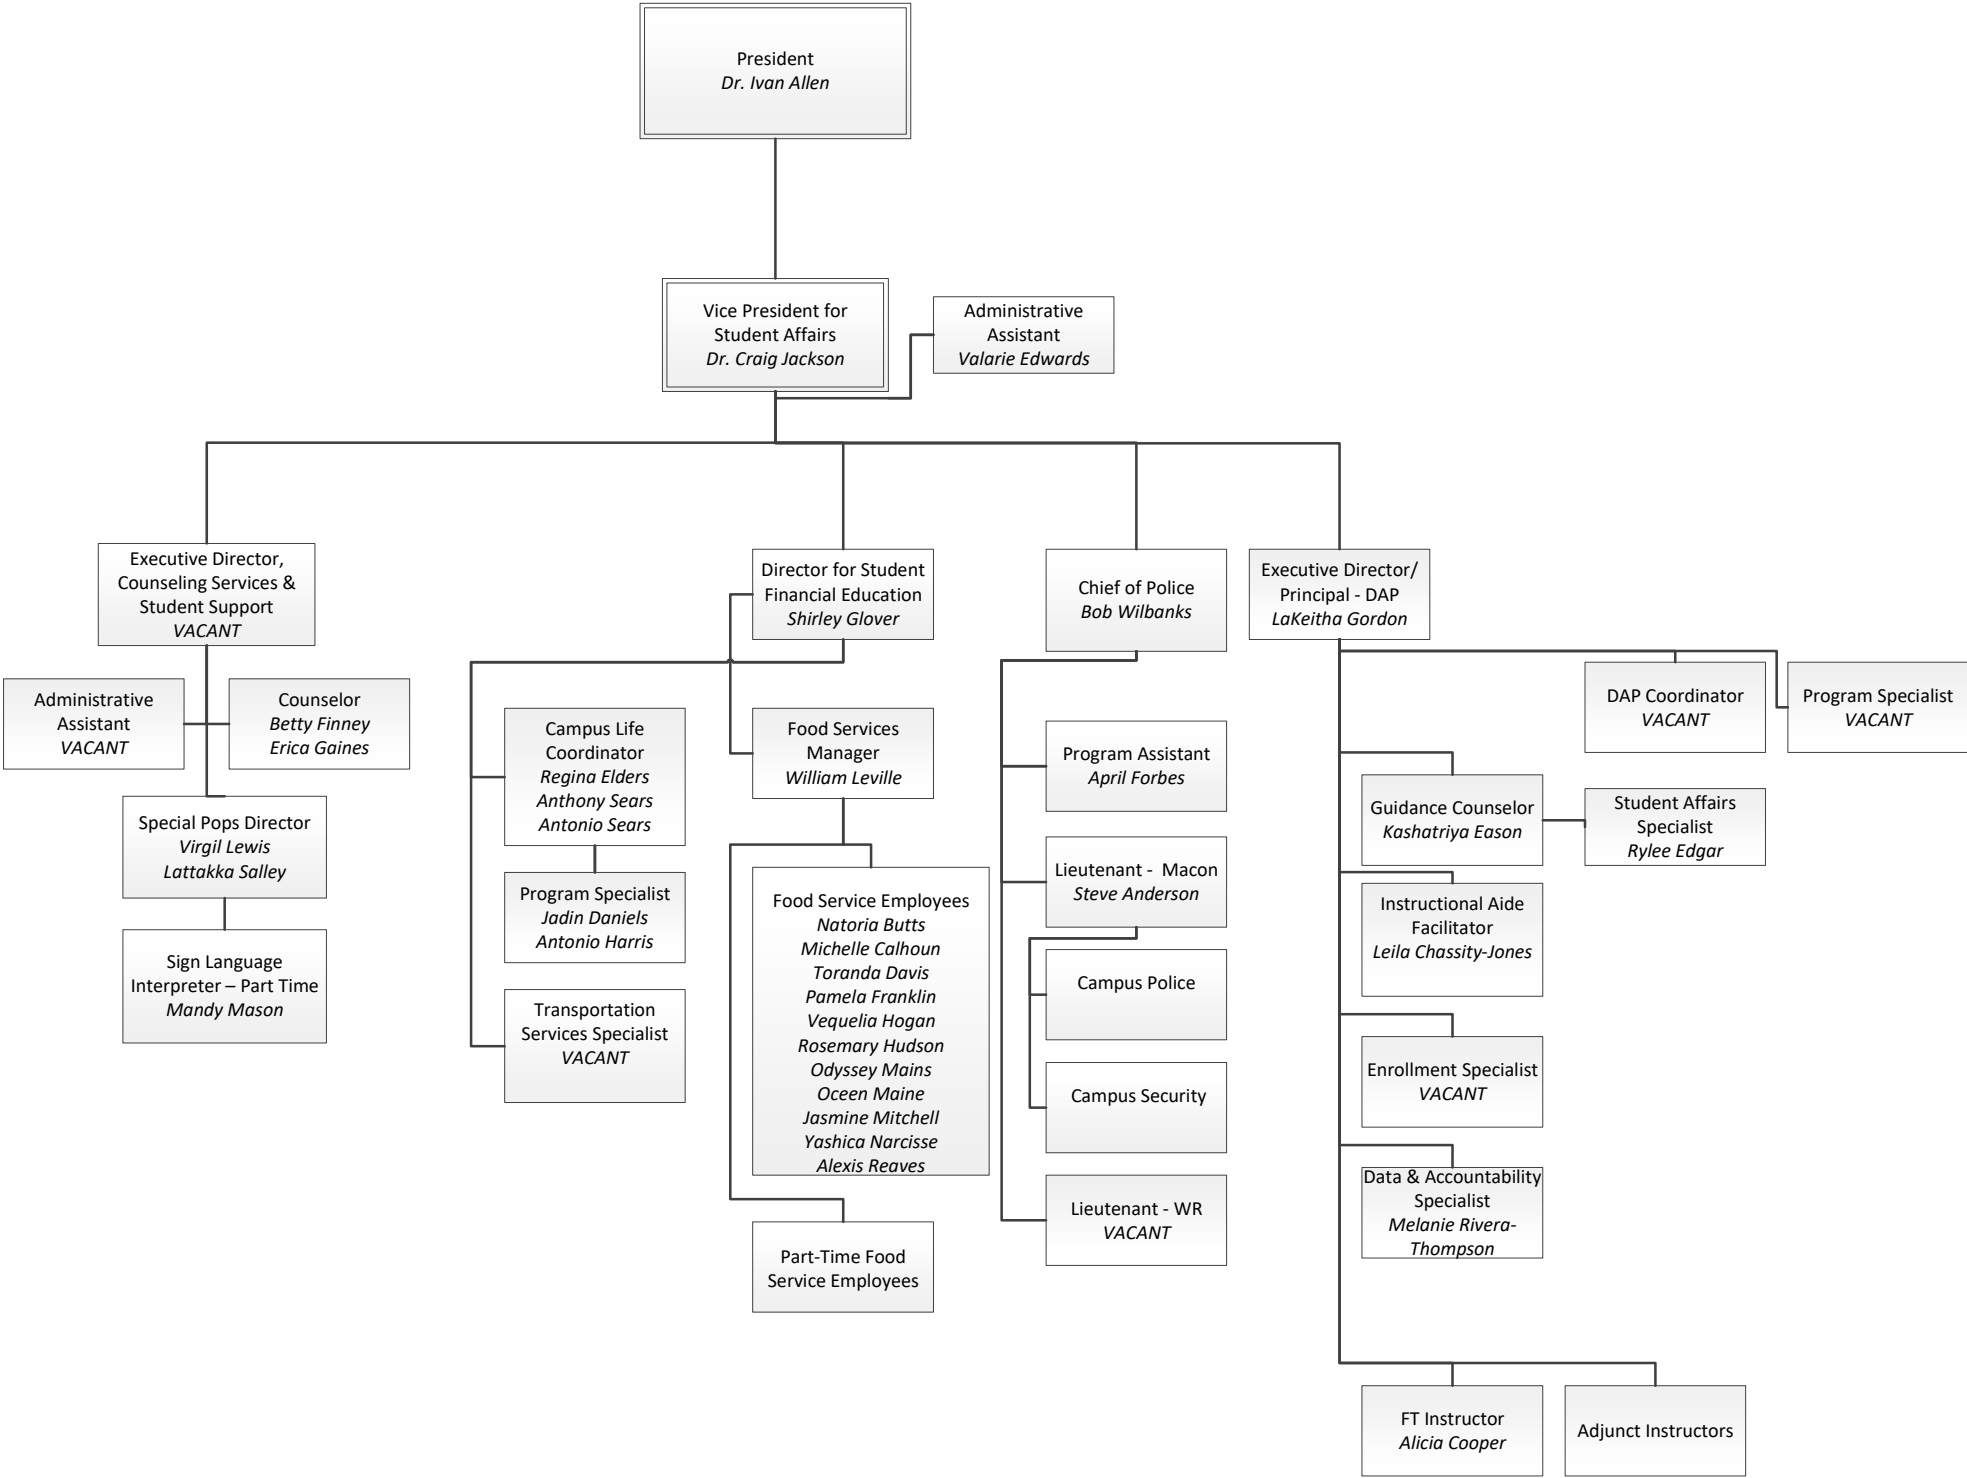 President
Dr. Ivan Allen
Vice President for
Student Affairs
Dr. Craig Jackson
Administrative
Assistant
Valarie Edwards
Executive Director,
Counseling Services &
Student Support
VACANT
Administrative
Assistant
VACANT
Counselor
Betty Finney
Erica Gaines
Special Pops Director
Virgil Lewis
Lattakka Salley
Sign Language
Interpreter – Part Time
Mandy Mason
Director for Student
Financial Education
Shirley Glover
Campus Life
Coordinator
Regina Elders
Anthony Sears
Antonio Sears
Program Specialist
Jadin Daniels
Antonio Harris
Transportation
Services Specialist
VACANT
Food Services
Manager
William Leville
Food Service Employees
Natoria Butts
Michelle Calhoun
Toranda Davis
Pamela Franklin
Vequelia Hogan
Rosemary Hudson
Odyssey Mains
Oceen Maine
Jasmine Mitchell
Yashica Narcisse
Alexis Reaves
Part-Time Food
Service Employees
Chief of Police
Bob Wilbanks
Program Assistant
April Forbes
Lieutenant -  Macon
Steve Anderson
Campus Police
Campus Security
Lieutenant - WR
VACANT
Executive Director/
Principal - DAP
LaKeitha Gordon
DAP Coordinator
VACANT
Program Specialist
VACANT
Guidance Counselor
Kashatriya Eason
Student Affairs
Specialist
Rylee Edgar
Instructional Aide
Facilitator
Leila Chassity-Jones
Enrollment Specialist
VACANT
Data & Accountability
Specialist
Melanie Rivera-
Thompson
FT Instructor
Alicia Cooper
Adjunct Instructors